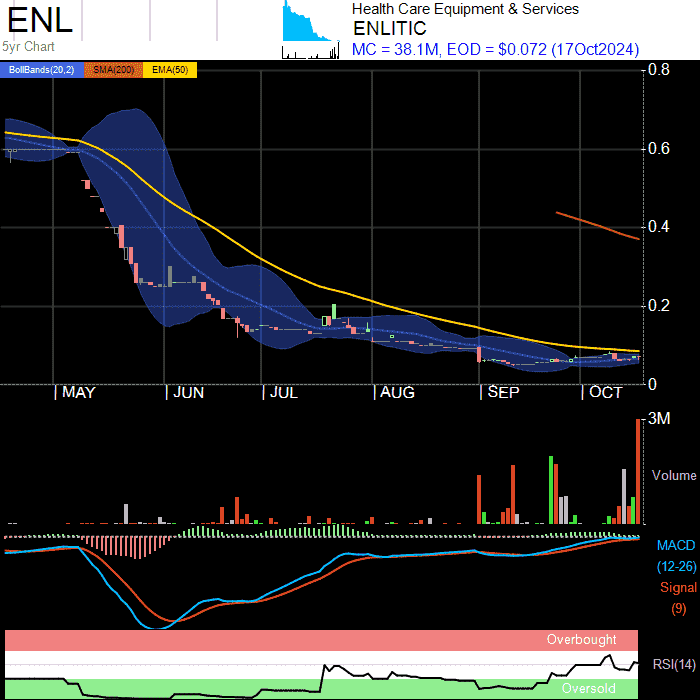 ENL
Health Care Equipment & Services
ENLITIC
5yr Chart
MC = 38.1M, EOD = $0.072 (17Oct2024)
BollBands(20,2) SMA(200) EMA(50)
0.8
0.6
0.4
0.2
0
| MAY | JUN | JUL | AUG | SEP | OCT
3M
Volume
MACD
(12-26)
Signal
(9)
Overbought
RSI(14)
Oversold